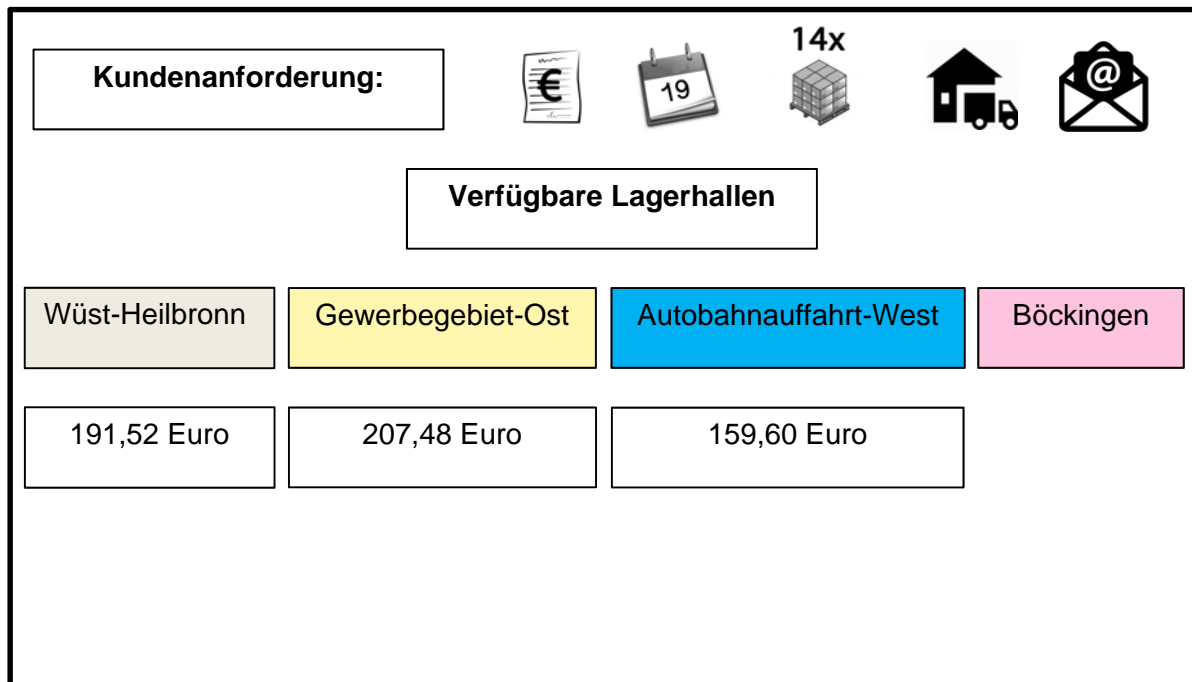 14x
Kundenanforderung:
€
19
@
Verfügbare Lagerhallen
Wüst-Heilbronn
Gewerbegebiet-Ost
Autobahnauffahrt-West
Böckingen
191,52 Euro
207,48 Euro
159,60 Euro